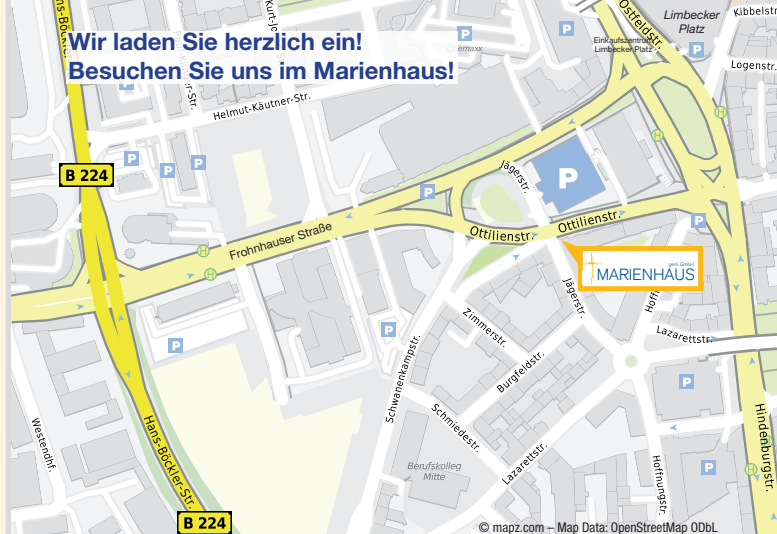 Wir laden Sie herzlich ein!
Besuchen Sie uns im Marienhaus!
Ostfeldstr.
Limbecker
Platz
Kibbelstr
Einkaufszentrum
Limbecker Platz
Logenstr.
Helmut-Käutner-Str.
B 224
P
P
P
P
P
P
P
H
H
Jägerstr.
P
P
Ottilienstr.
Ottilienstr.
P
Frohnhauser Straße
H
H
gem. GmbH
MARIENHAUS
Jägerstr.
Zimmerstr.
Lazarettstr.
P
P
Burgfeldstr.
Schwanenkampstr.
P
Schmiedestr.
Westendhf.
Hans-Böckler-Str.
Lazarettstr.
Berufskolleg
Mitte
Hoffnungstr.
P
H
Hindenburgstr.
B 224
© mapz.com – Map Data: OpenStreetMap ODbL